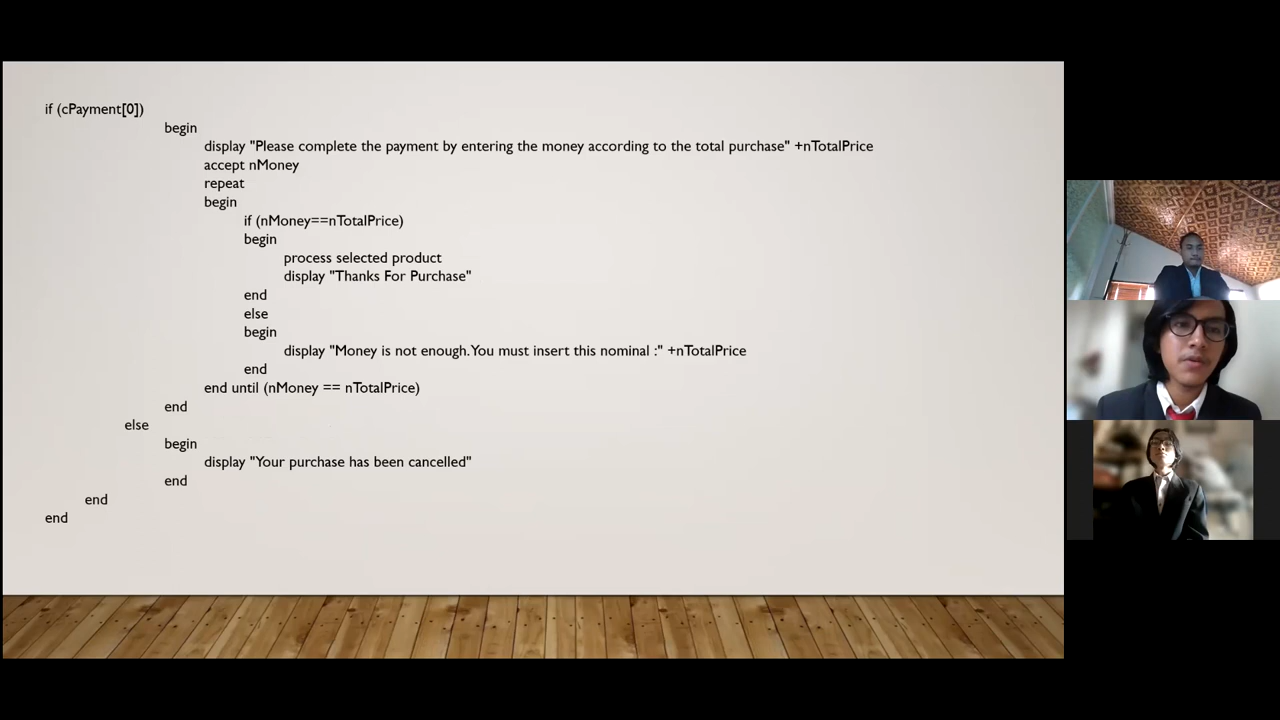 if (cPayment[0])
begin
display "Please complete the payment by entering the money according to the total purchase" +nTotalPrice
accept nMoney
repeat
begin
if (nMoney==nTotalPrice)
begin
process selected product
display "Thanks For Purchase"
end
else
begin
display "Money is not enough.You must insert this nominal :" +nTotalPrice
end
end until (nMoney == nTotalPrice)
end
else
begin
display "Your purchase has been cancelled"
end
end
end